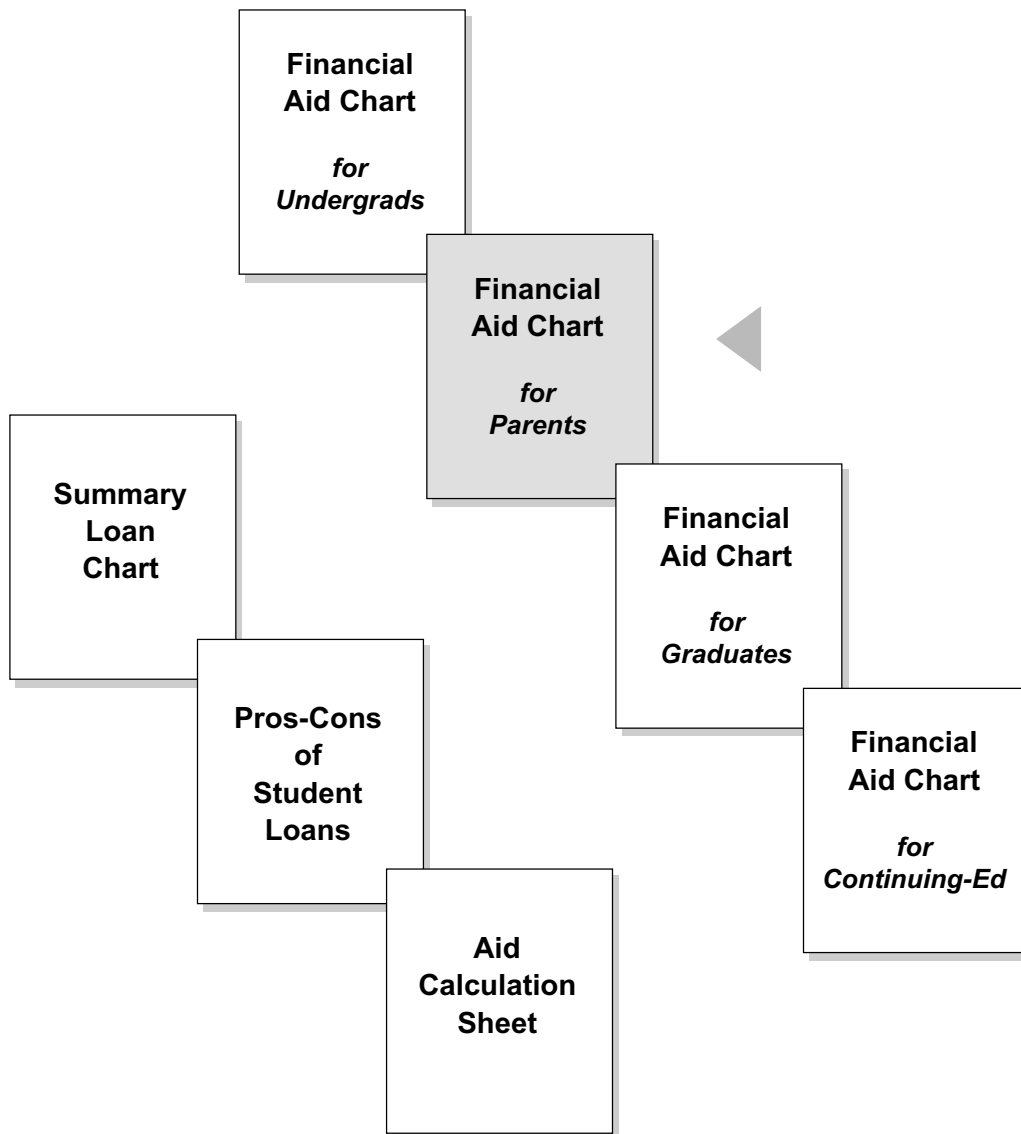 Financial
Aid Chart
for
Undergrads
Financial
Aid Chart
for
Parents
Financial
Aid Chart
for
Graduates
Financial
Aid Chart
for
Continuing-Ed
Summary
Loan
Chart
Pros-Cons
of
Student
Loans
Aid
Calculation
Sheet